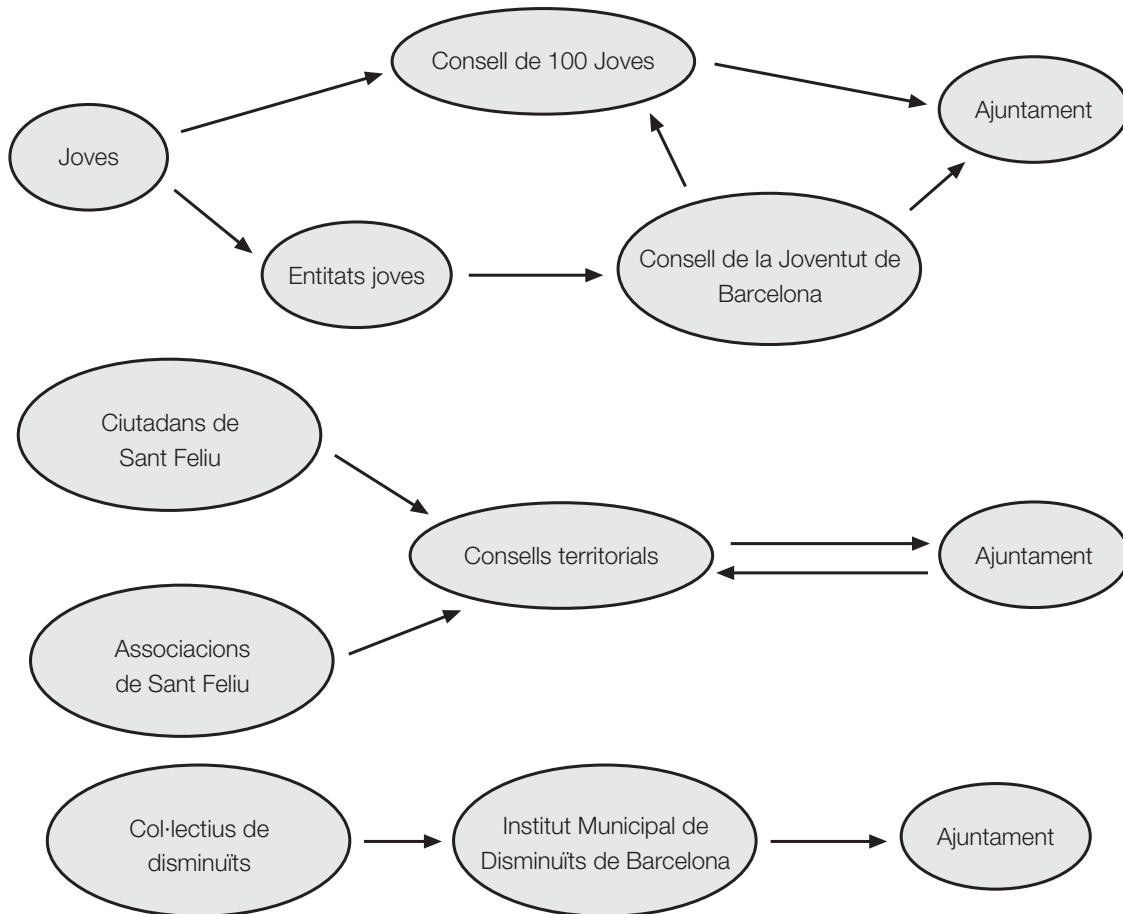 Consell de 100 Joves
Ajuntament
Joves
Entitats joves
Consell de la Joventut de
Barcelona
Ciutadans de
Sant Feliu
Consells territorials
Ajuntament
Associacions
de Sant Feliu
Col·lectius de
disminuïts
Institut Municipal de
Disminuïts de Barcelona
Ajuntament